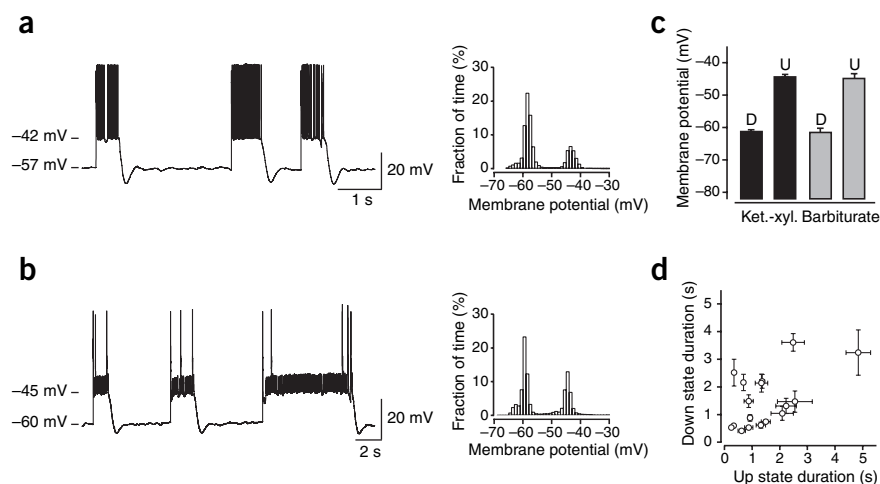 a
−42 mV
−57 mV
20 mV
1 s
Fraction of time (%)
30
20
10
0
−70 −60 −50 −40 −30
Membrane potential (mV)
b
−45 mV
−60 mV
20 mV
2 s
Fraction of time (%)
30
20
10
0
−70 −60 −50 −40 −30
Membrane potential (mV)
c
Membrane potential (mV)
−40
−50
−60
−70
−80
D U D U
Ket.-xyl. Barbiturate
d
Down state duration (s)
5
4
3
2
1
0
0 1 2 3 4 5
Up state duration (s)